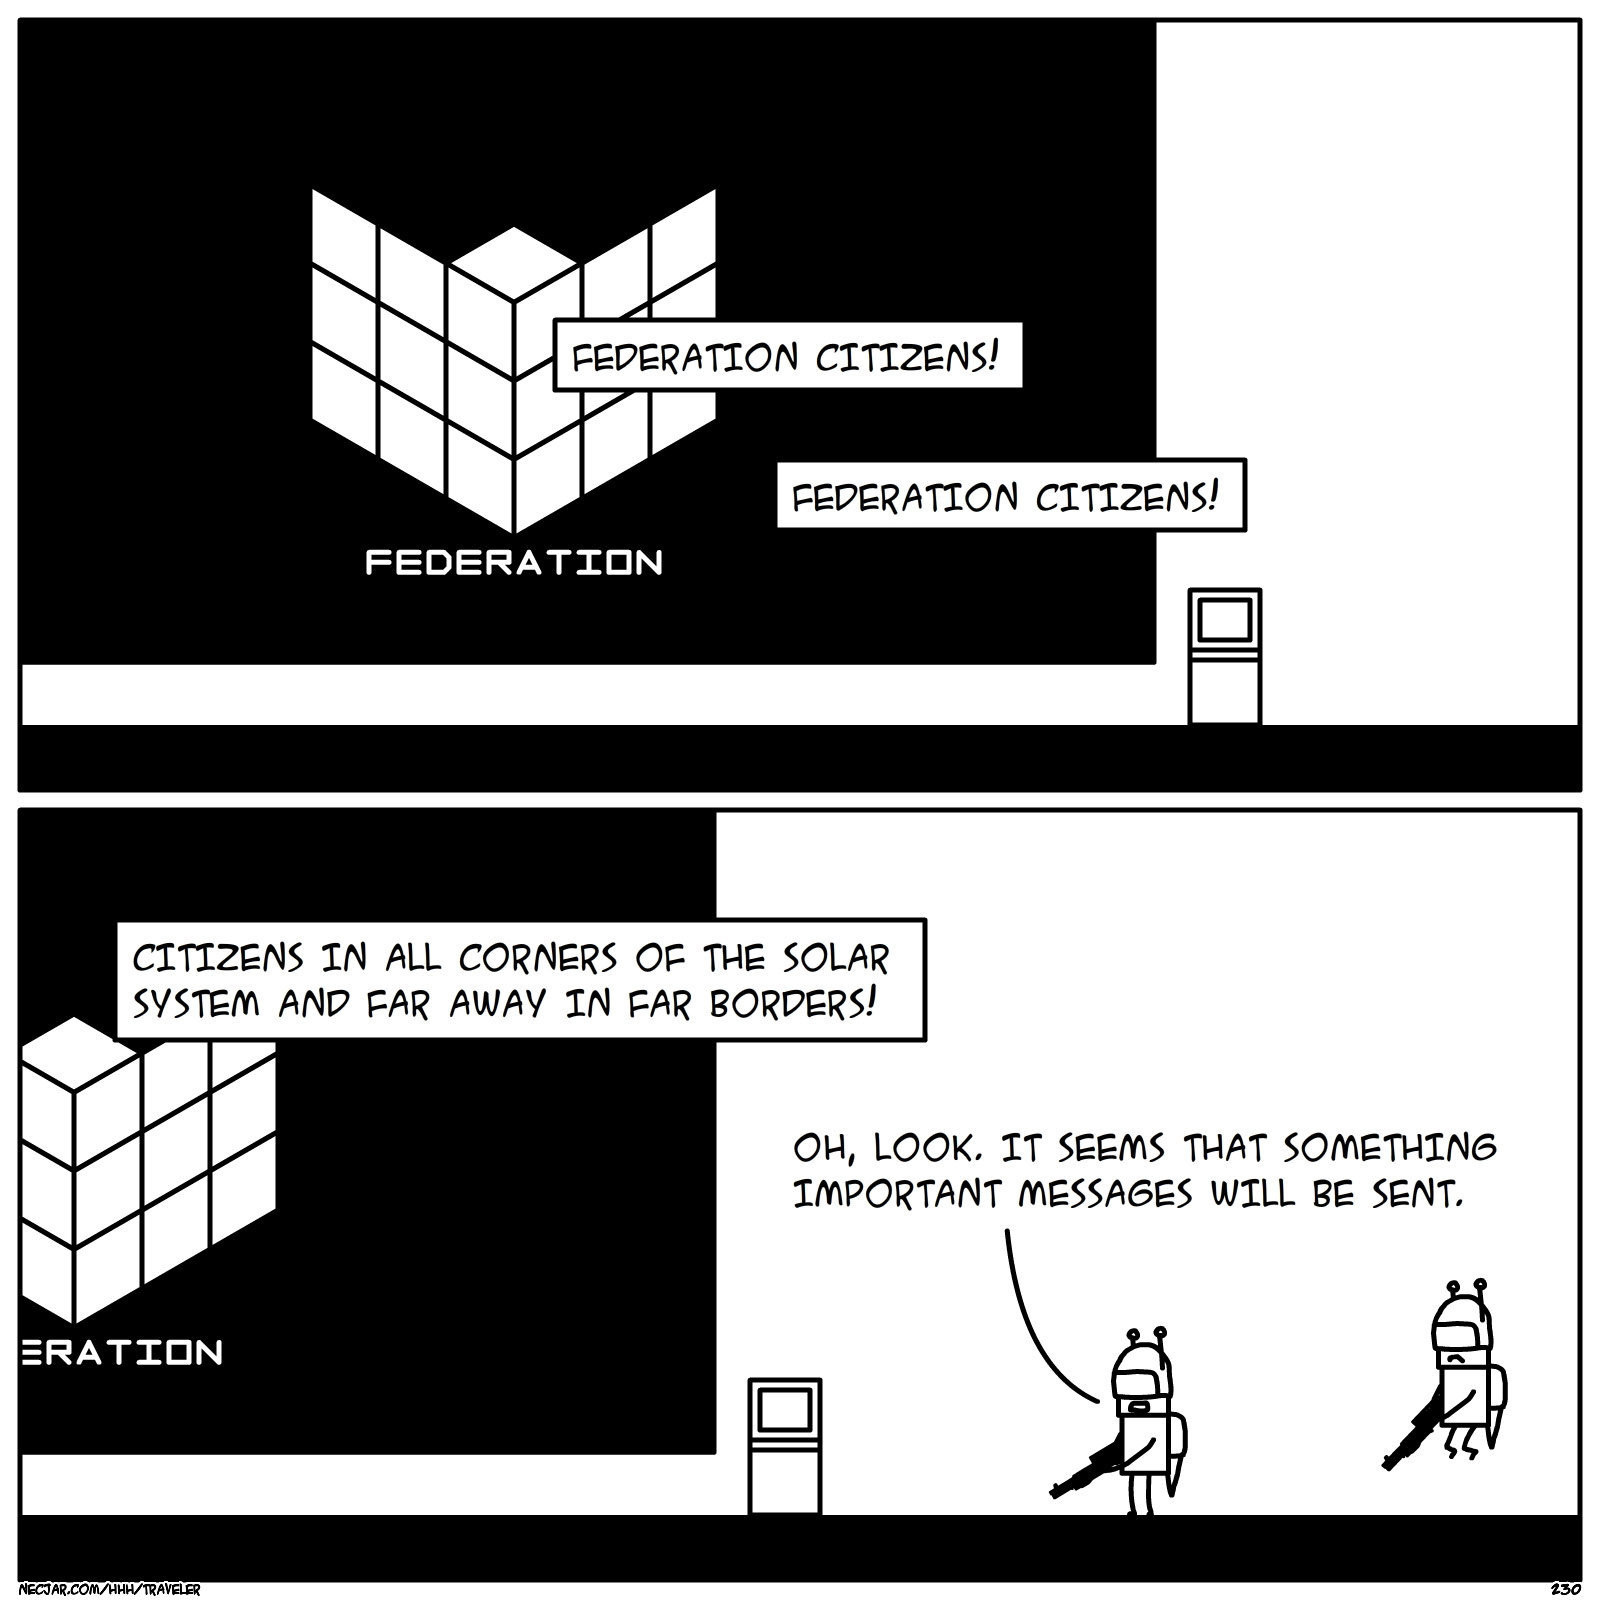 FEDERATION CITIZENS!
FEDERATION CITIZENS!
FEDERATION
CITIZENS IN ALL CORNERS OF THE SOLAR
SYSTEM AND FAR AWAY IN FAR BORDERS!
OH, LOOK. IT SEEMS THAT SOMETHING
IMPORTANT MESSAGES WILL BE SENT.
ERATION
NECJAR.COM/HHH/TRAVELER
230